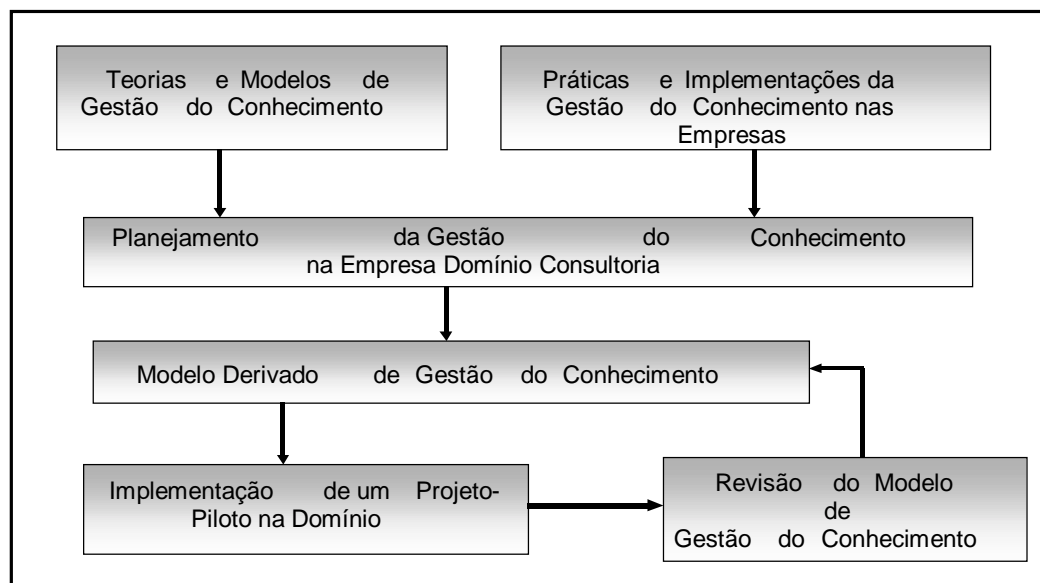 Teorias e Modelos de
Gestão do Conhecimento
Práticas e Implementações da
Gestão do Conhecimento nas
Empresas
Planejamento da Gestão do Conhecimento
na Empresa Domínio Consultoria
Modelo Derivado de Gestão do Conhecimento
Implementação de um Projeto-
Piloto na Domínio
Revisão do Modelo
de
Gestão do Conhecimento